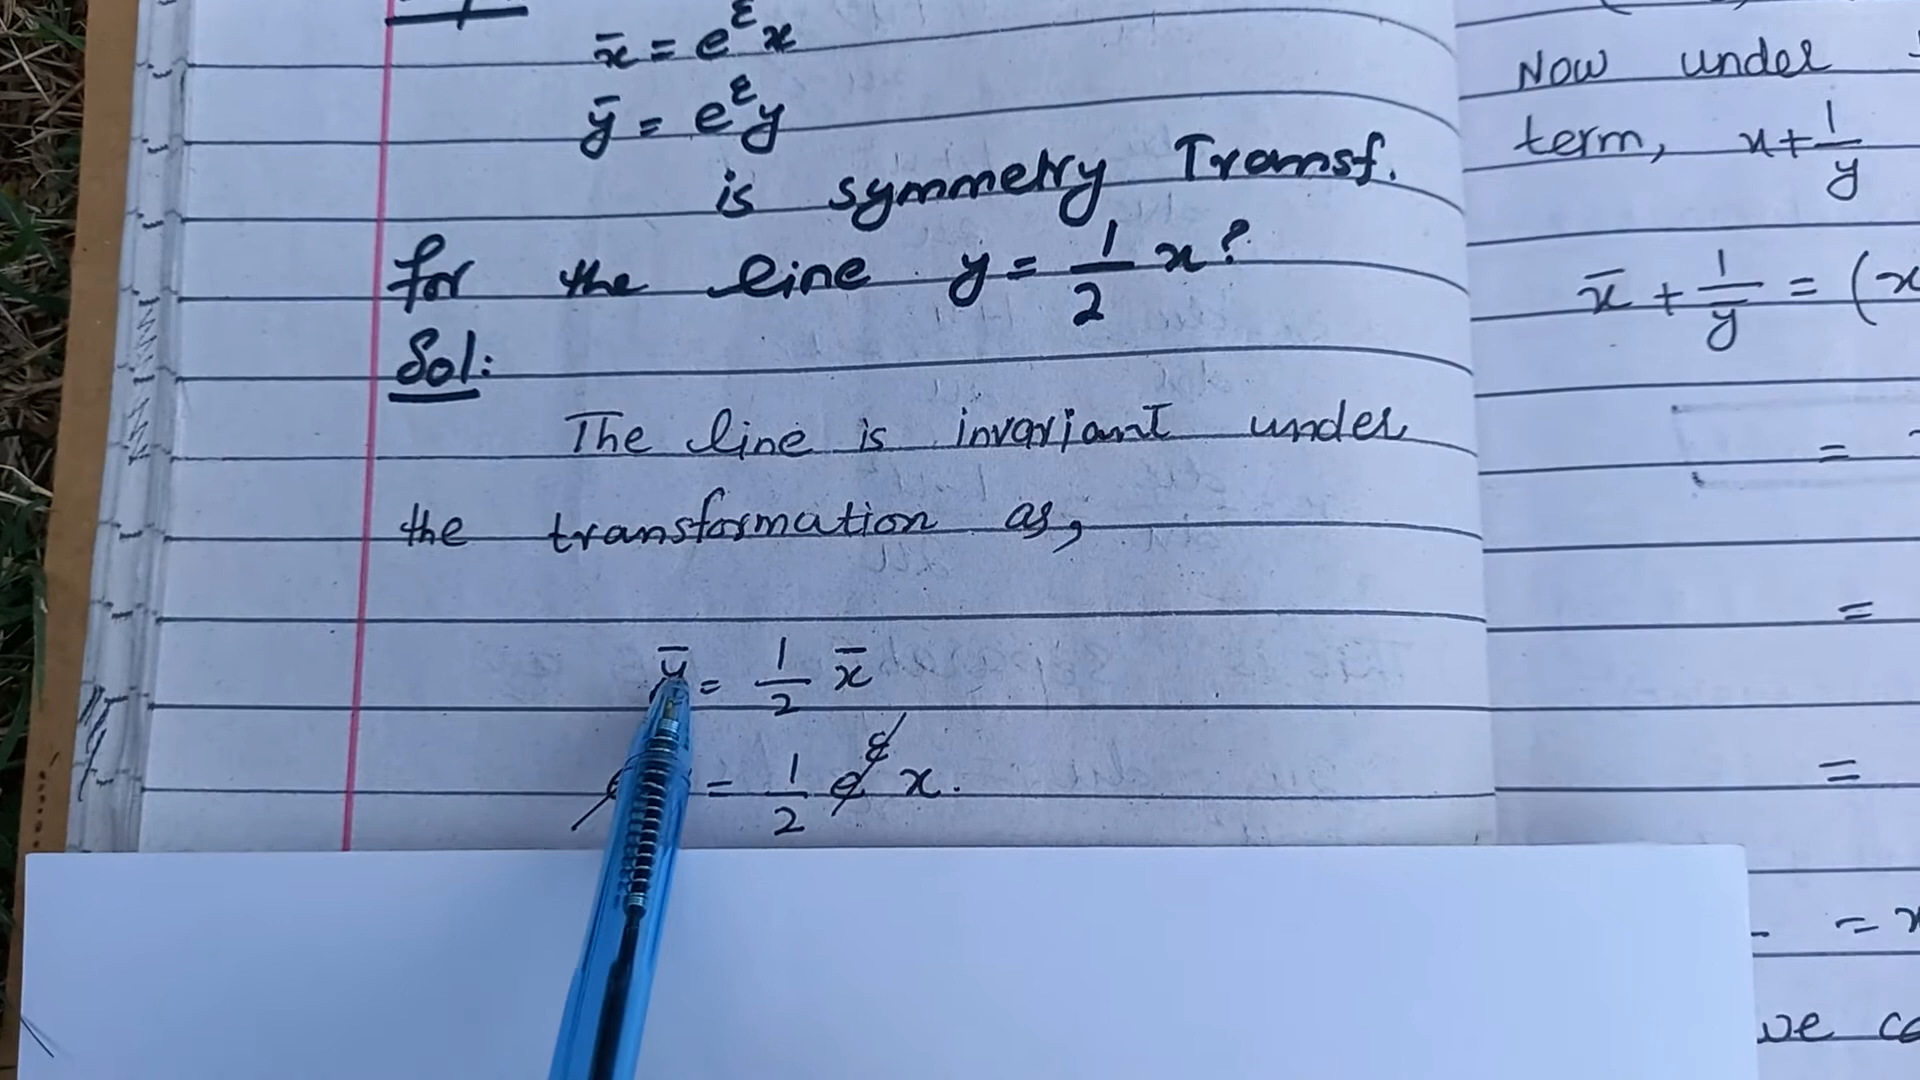 x̄ = e^ε x
ȳ = e^ε y
is symmetry Transf.
for the line y = 1/2 x?
Sol:
The line is invariant under
the transformation as,
ȳ = 1/2 x̄
= 1/2 e^ε x.
Now under
term, x + 1/y
x̄ + 1/ȳ = (x
=
=
=
= x
we co